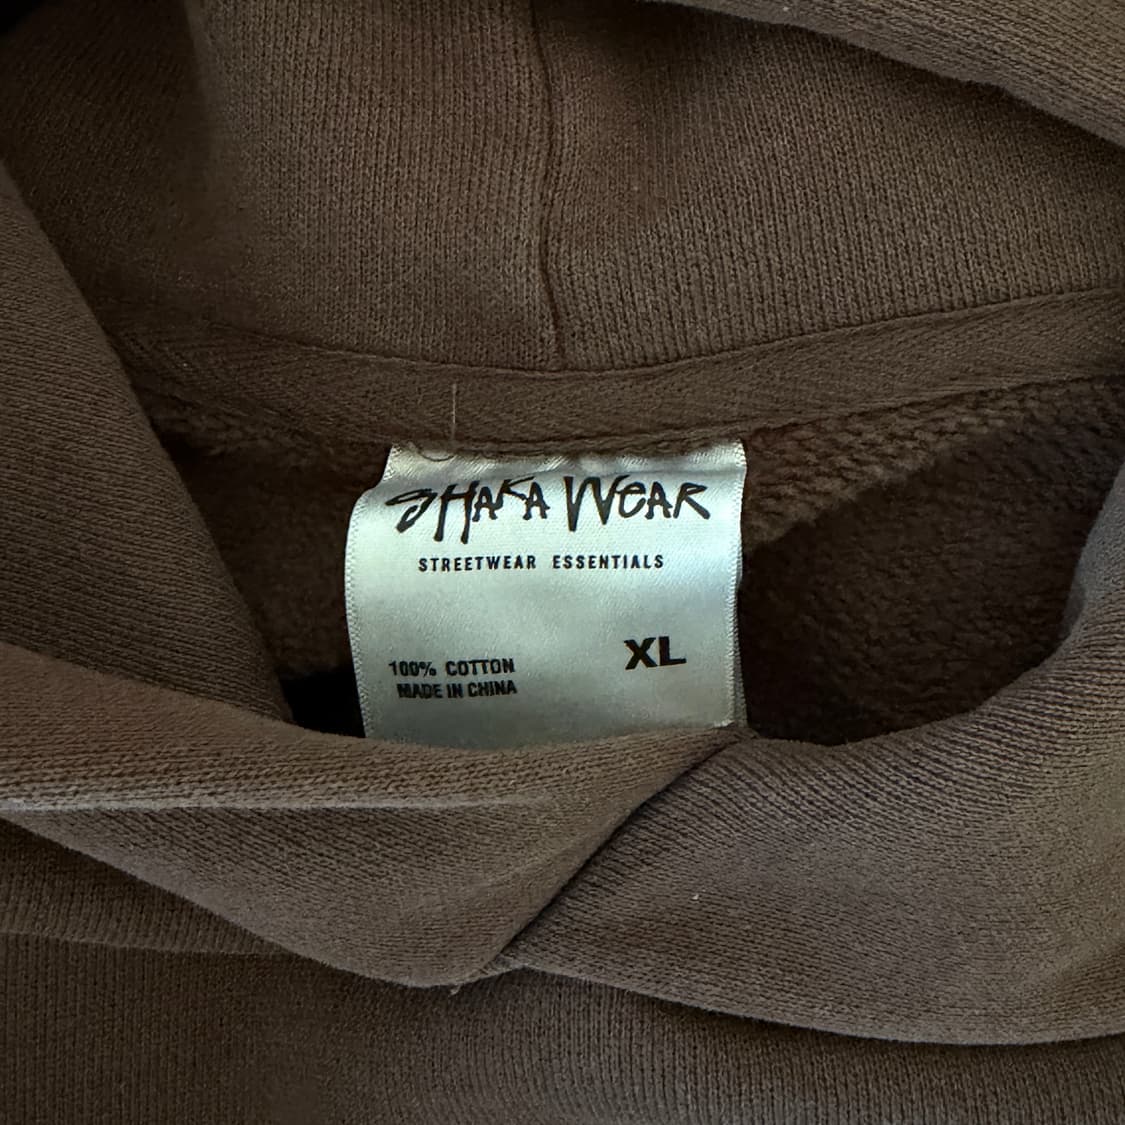 SHAKA WEAR
STREETWEAR ESSENTIALS
XL
100% COTTON
MADE IN CHINA